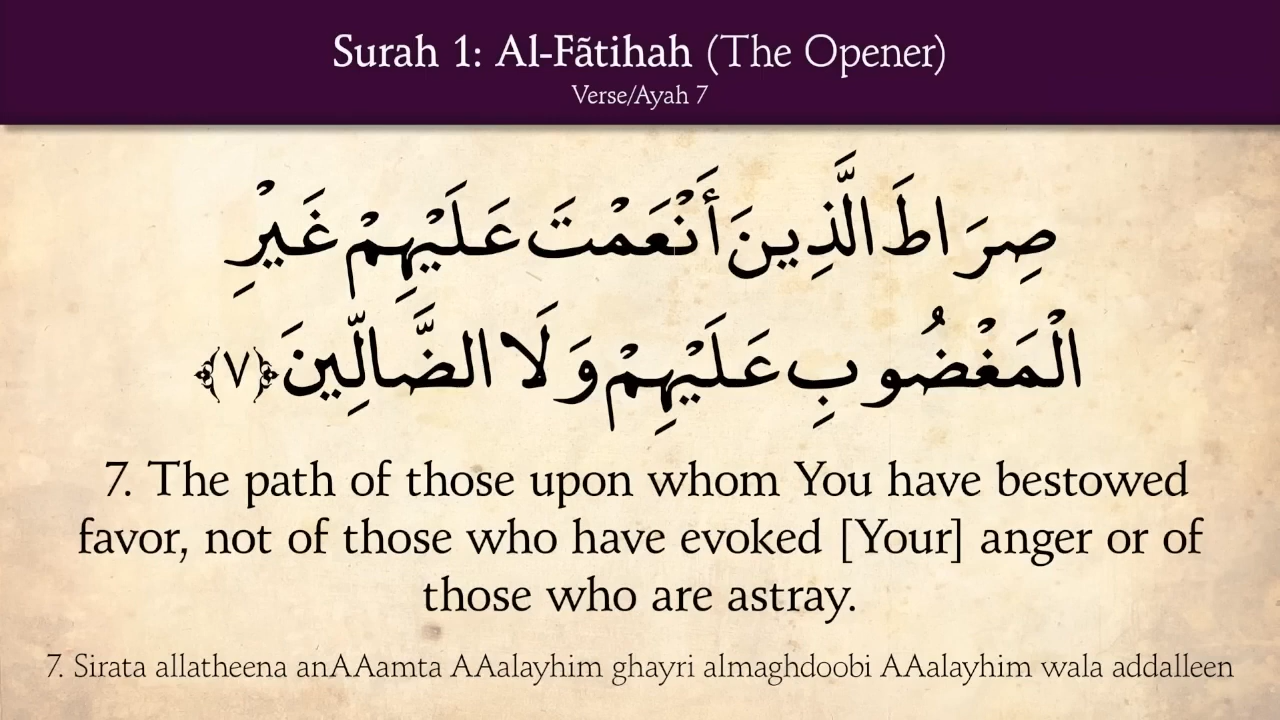 Surah 1: Al-Fãtihah (The Opener)
Verse/Ayah 7
صِرَاطَ الَّذِينَ أَنْعَمْتَ عَلَيْهِمْ غَيْرِ
الْمَغْضُوبِ عَلَيْهِمْ وَلَا الضَّالِّينَ ﴿٧﴾
7. The path of those upon whom You have bestowed
favor, not of those who have evoked [Your] anger or of
those who are astray.
7. Sirata allatheena anAAamta AAalayhim ghayri almaghdoobi AAalayhim wala addalleen